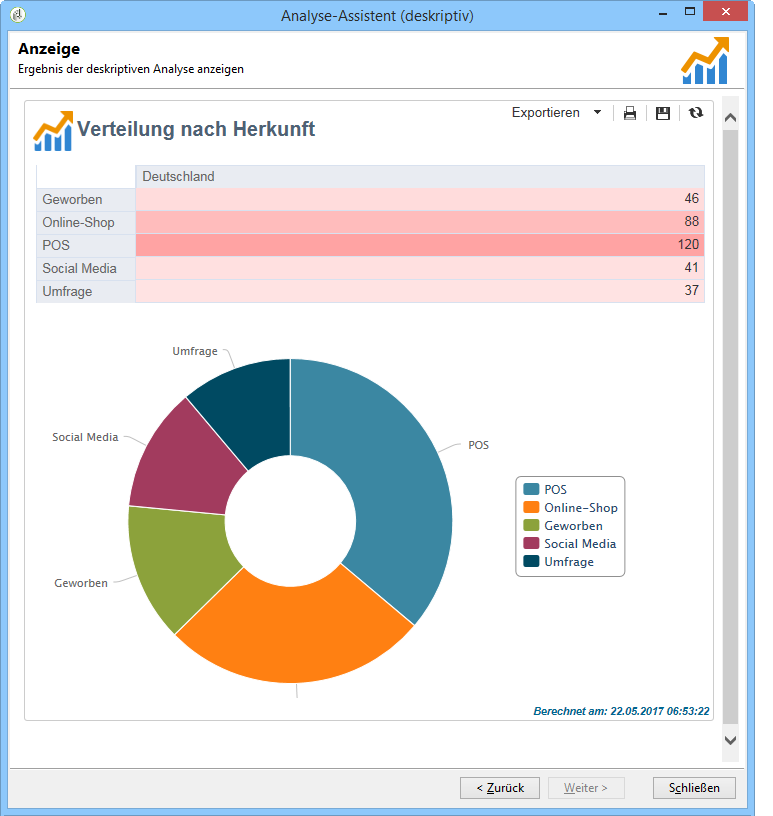 Analyse-Assistent (deskriptiv)
Anzeige
Ergebnis der deskriptiven Analyse anzeigen
Exportieren
Verteilung nach Herkunft
Deutschland
Geworben 46
Online-Shop 88
POS 120
Social Media 41
Umfrage 37
Umfrage
Social Media
POS
Geworben
POS
Online-Shop
Geworben
Social Media
Umfrage
Berechnet am: 22.05.2017 06:53:22
< Zurück
Weiter >
Schließen